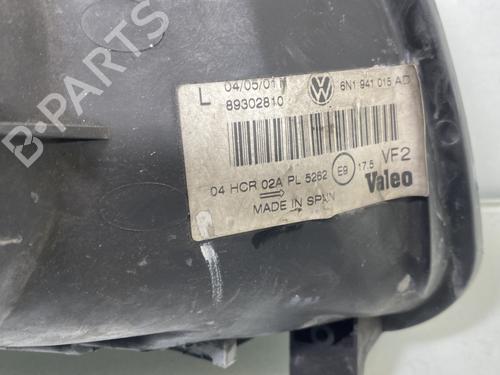 L 04/05/01 6N1 941 015 AD
89302810
04 HCR 02A PL 5262 E9 17.5 VF2
MADE IN SPAIN Valeo
B-PARTS